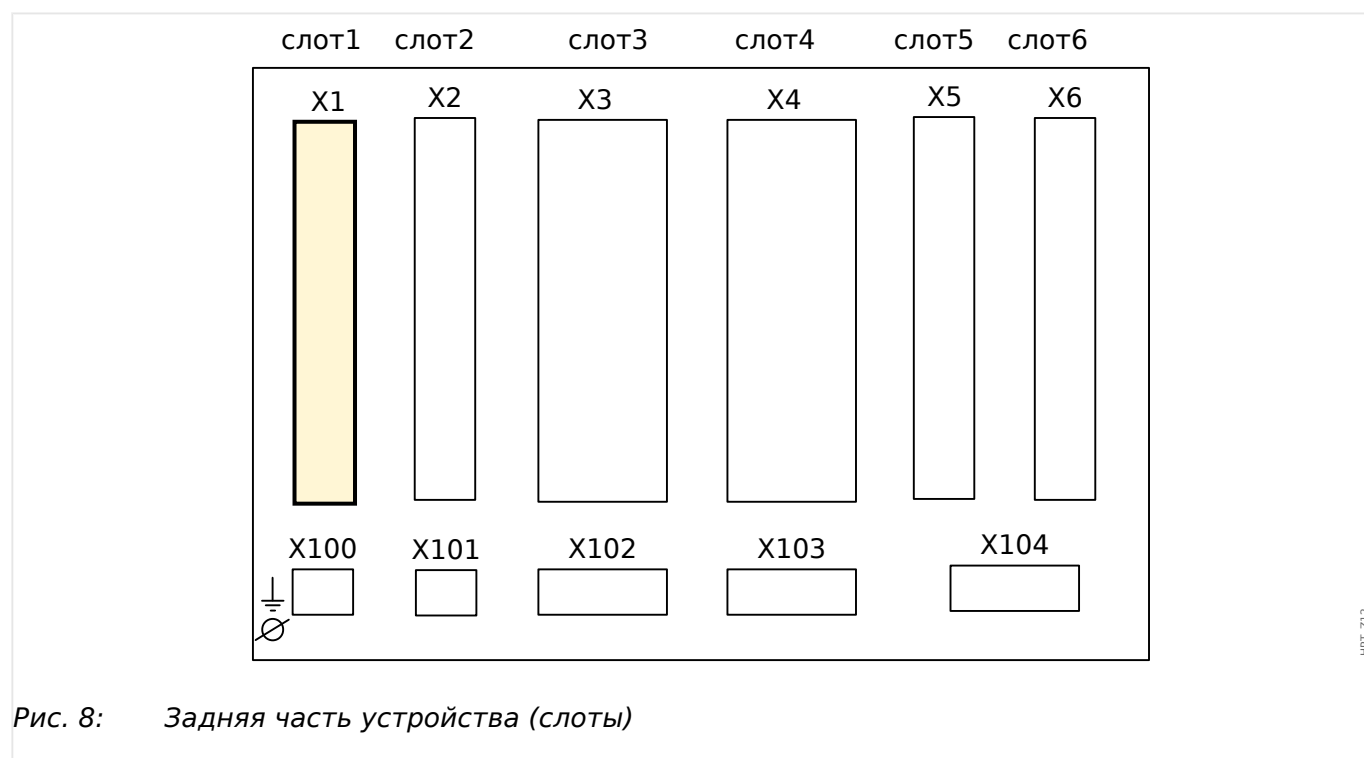 слот1 слот2 слот3 слот4 слот5 слот6
X1 X2 X3 X4 X5 X6
X100 X101 X102 X103 X104
Рис. 8: Задняя часть устройства (слоты)